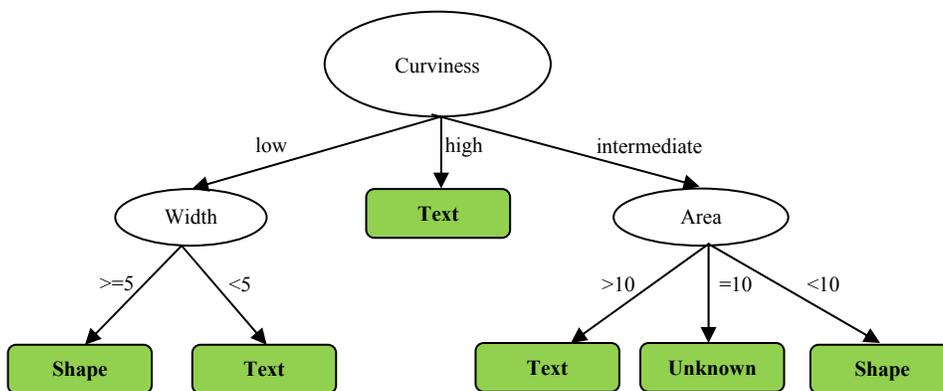 Curviness
low
high
intermediate
Width
Text
Area
>=5
<5
>10
=10
<10
Shape
Text
Text
Unknown
Shape